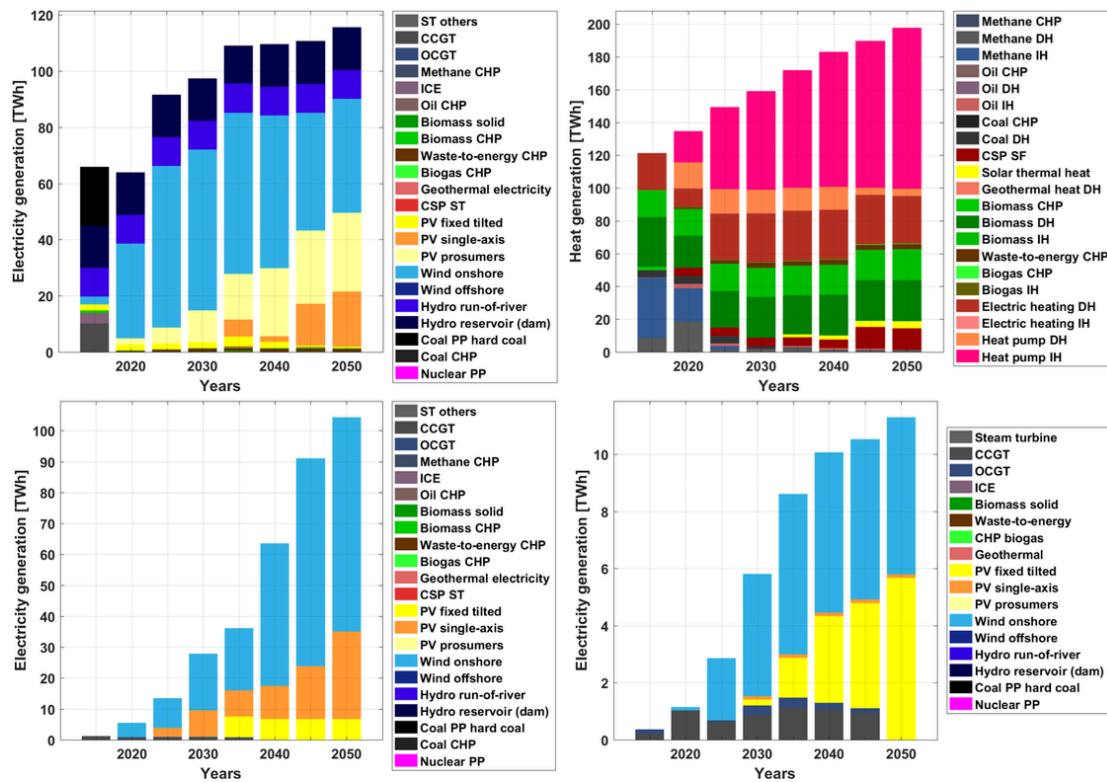 Electricity generation [TWh]
120
100
80
60
40
20
0
2020
2030
2040
2050
Years
ST others
CCGT
OCGT
Methane CHP
ICE
Oil CHP
Biomass solid
Biomass CHP
Waste-to-energy CHP
Biogas CHP
Geothermal electricity
CSP ST
PV fixed tilted
PV single-axis
PV prosumers
Wind onshore
Wind offshore
Hydro run-of-river
Hydro reservoir (dam)
Coal PP hard coal
Coal CHP
Nuclear PP
Heat generation [TWh]
200
180
160
140
120
100
80
60
40
20
0
2020
2030
2040
2050
Years
Methane CHP
Methane DH
Methane IH
Oil CHP
Oil DH
Oil IH
Coal CHP
Coal DH
CSP SF
Solar thermal heat
Geothermal heat DH
Biomass CHP
Biomass DH
Biomass IH
Waste-to-energy CHP
Biogas CHP
Biogas IH
Electric heating DH
Electric heating IH
Heat pump DH
Heat pump IH
Electricity generation [TWh]
100
90
80
70
60
50
40
30
20
10
0
2020
2030
2040
2050
Years
ST others
CCGT
OCGT
Methane CHP
ICE
Oil CHP
Biomass solid
Biomass CHP
Waste-to-energy CHP
Biogas CHP
Geothermal electricity
CSP ST
PV fixed tilted
PV single-axis
PV prosumers
Wind onshore
Wind offshore
Hydro run-of-river
Hydro reservoir (dam)
Coal PP hard coal
Coal CHP
Nuclear PP
Electricity generation [TWh]
10
8
6
4
2
0
2020
2030
2040
2050
Years
Steam turbine
CCGT
OCGT
ICE
Biomass solid
Waste-to-energy
CHP biogas
Geothermal
PV fixed tilted
PV single-axis
PV prosumers
Wind onshore
Wind offshore
Hydro run-of-river
Hydro reservoir (dam)
Coal PP hard coal
Nuclear PP